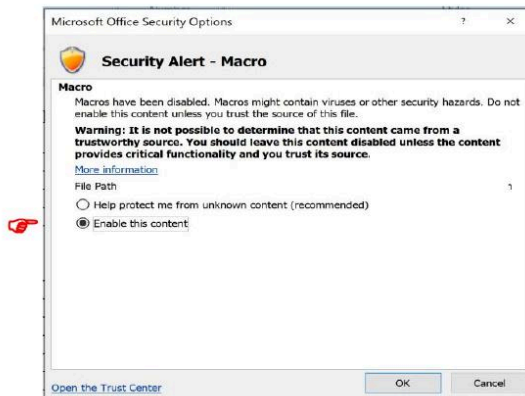 Microsoft Office Security Options ? ×
Security Alert - Macro
Macro
Macros have been disabled. Macros might contain viruses or other security hazards. Do not
enable this content unless you trust the source of this file.
Warning: It is not possible to determine that this content came from a
trustworthy source. You should leave this content disabled unless the content
provides critical functionality and you trust its source.
More information
File Path
Help protect me from unknown content (recommended)
Enable this content
Open the Trust Center
OK Cancel